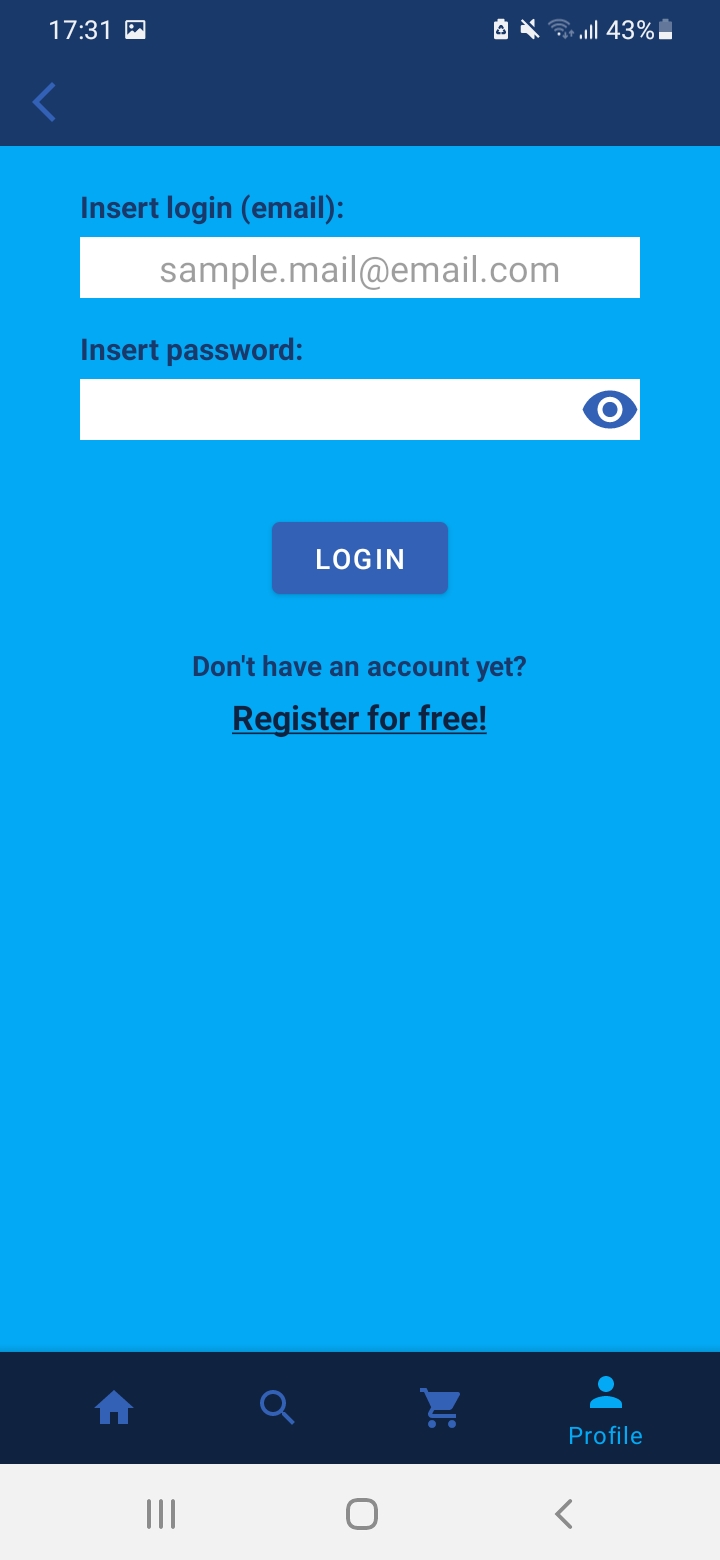 17:31 43%
Insert login (email):
sample.mail@email.com
Insert password:
LOGIN
Don't have an account yet?
Register for free!
Profile